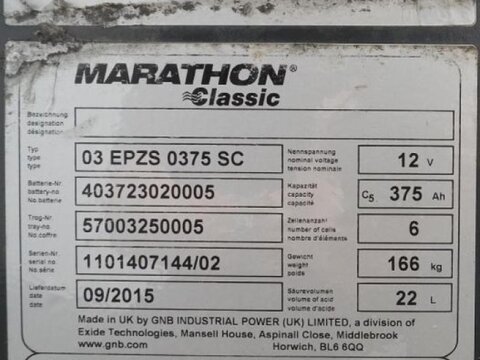 MARATHON®
Classic
Bezeichnung
designation
désignation
Typ
type
type
03 EPZS 0375 SC
Nennspannung
nominal voltage
tension nominale
12 V
Batterie-Nr.
battery-no
No.batterie
403723020005
Kapazität
capacity
capacité
C5 375 Ah
Trog-Nr.
tray-no.
No.coffre
57003250005
Zellenanzahl
number of cells
nombre d'éléments
6
Serien-Nr.
serial no.
No.série
1101407144/02
Gewicht
weight
poids
166 kg
Lieferdatum
date
date
09/2015
Säurevolumen
volume of acid
volume d'acide
22 L
Made in UK by GNB INDUSTRIAL POWER (UK) LIMITED, a division of
Exide Technologies, Mansell House, Aspinall Close, Middlebrook
www.gnb.com Horwich, BL6 6QQ